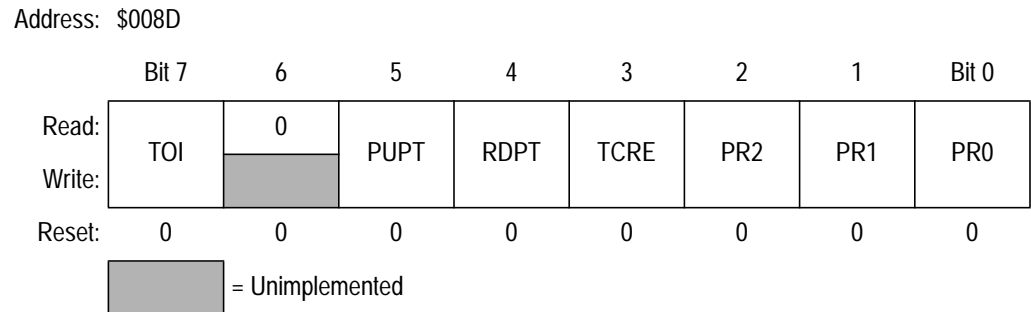 Address: $008D
Bit 7 6 5 4 3 2 1 Bit 0
Read: TOI 0 PUPT RDPT TCRE PR2 PR1 PR0
Write:
Reset: 0 0 0 0 0 0 0 0
= Unimplemented